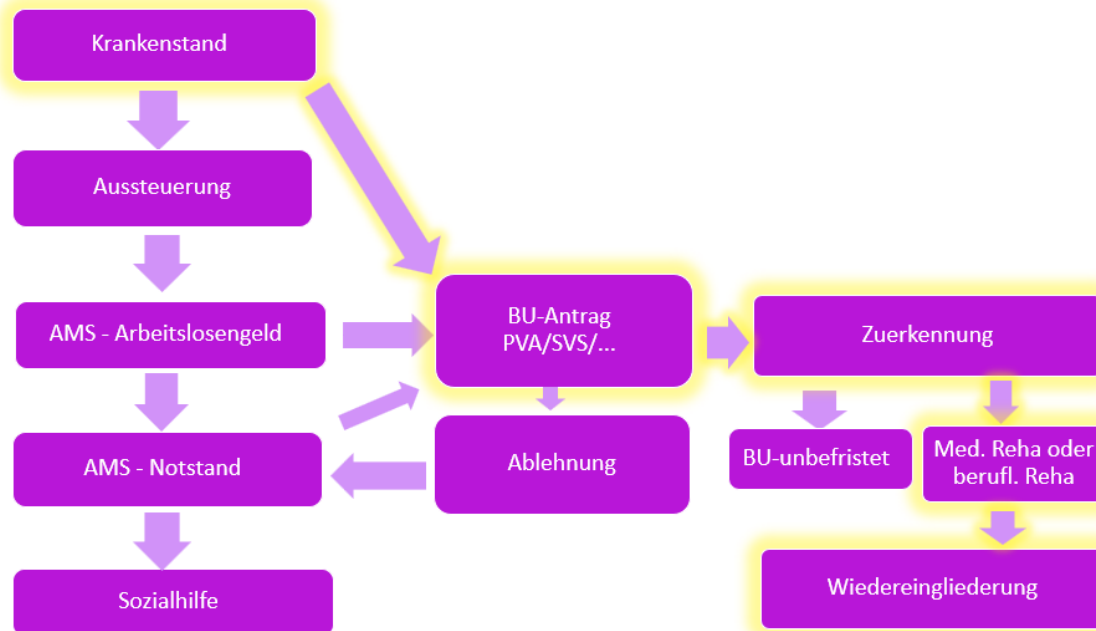 Krankenstand
Aussteuerung
AMS - Arbeitslosengeld
AMS - Notstand
Sozialhilfe
BU-Antrag
PVA/SVS/...
Ablehnung
Zuerkennung
BU-unbefristet
Med. Reha oder
berufl. Reha
Wiedereingliederung